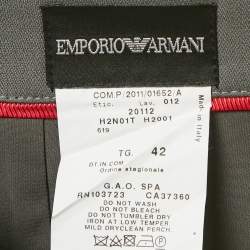 EMPORIO ARMANI
COM.P/2011/01652/A
Etic. Lav. 012
20112
H2N01T H2001
619
TG. 42
DT.IN.COM
Ordine stagionale
G.A.O. SPA
RN103723 CA37360
DO NOT WASH
DO NOT BLEACH
DO NOT TUMBLE DRY
IRON AT LOW TEMPER
MILD DRYCLEAN PERCH.
Made in Italy